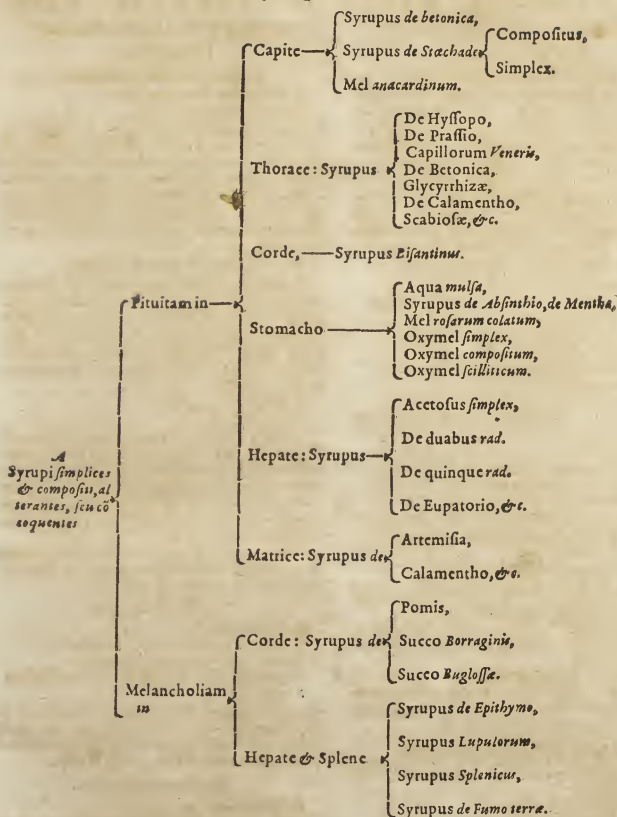 Syrupus de betonica,
Capite
Syrupus de Stœchade
Compoſitus,
Simplex.
Mel anacardinum.
De Hyſſopo,
De Praſſio,
Capillorum Veneris,
Thorace: Syrupus
De Betonica,
Glycyrrhizæ,
De Calamentho,
Scabioſæ, &c.
Corde, Syrupus Biſantinus.
Pituitam in
Aqua mulſa,
Syrupus de Abſinthio, de Mentha,
Stomacho
Mel roſarum colatum,
Oxymel ſimplex,
Oxymel compoſitum,
Oxymel ſcilliticum.
Acetoſus ſimplex,
De duabus rad.
Hepate: Syrupus
De quinque rad.
De Eupatorio, &c.
A
Syrupi ſimplices
& compoſiti, al
terantes, ſeu cō
coquentes
Artemiſia,
Matrice: Syrupus de
Calamentho, &c.
Pomis,
Corde: Syrupus de
Succo Borraginis,
Succo Bugloſſæ.
Melancholiam
in
Syrupus de Epithymo,
Syrupus Lupulorum,
Hepate & Splene
Syrupus Splenicus,
Syrupus de Fumo terræ.